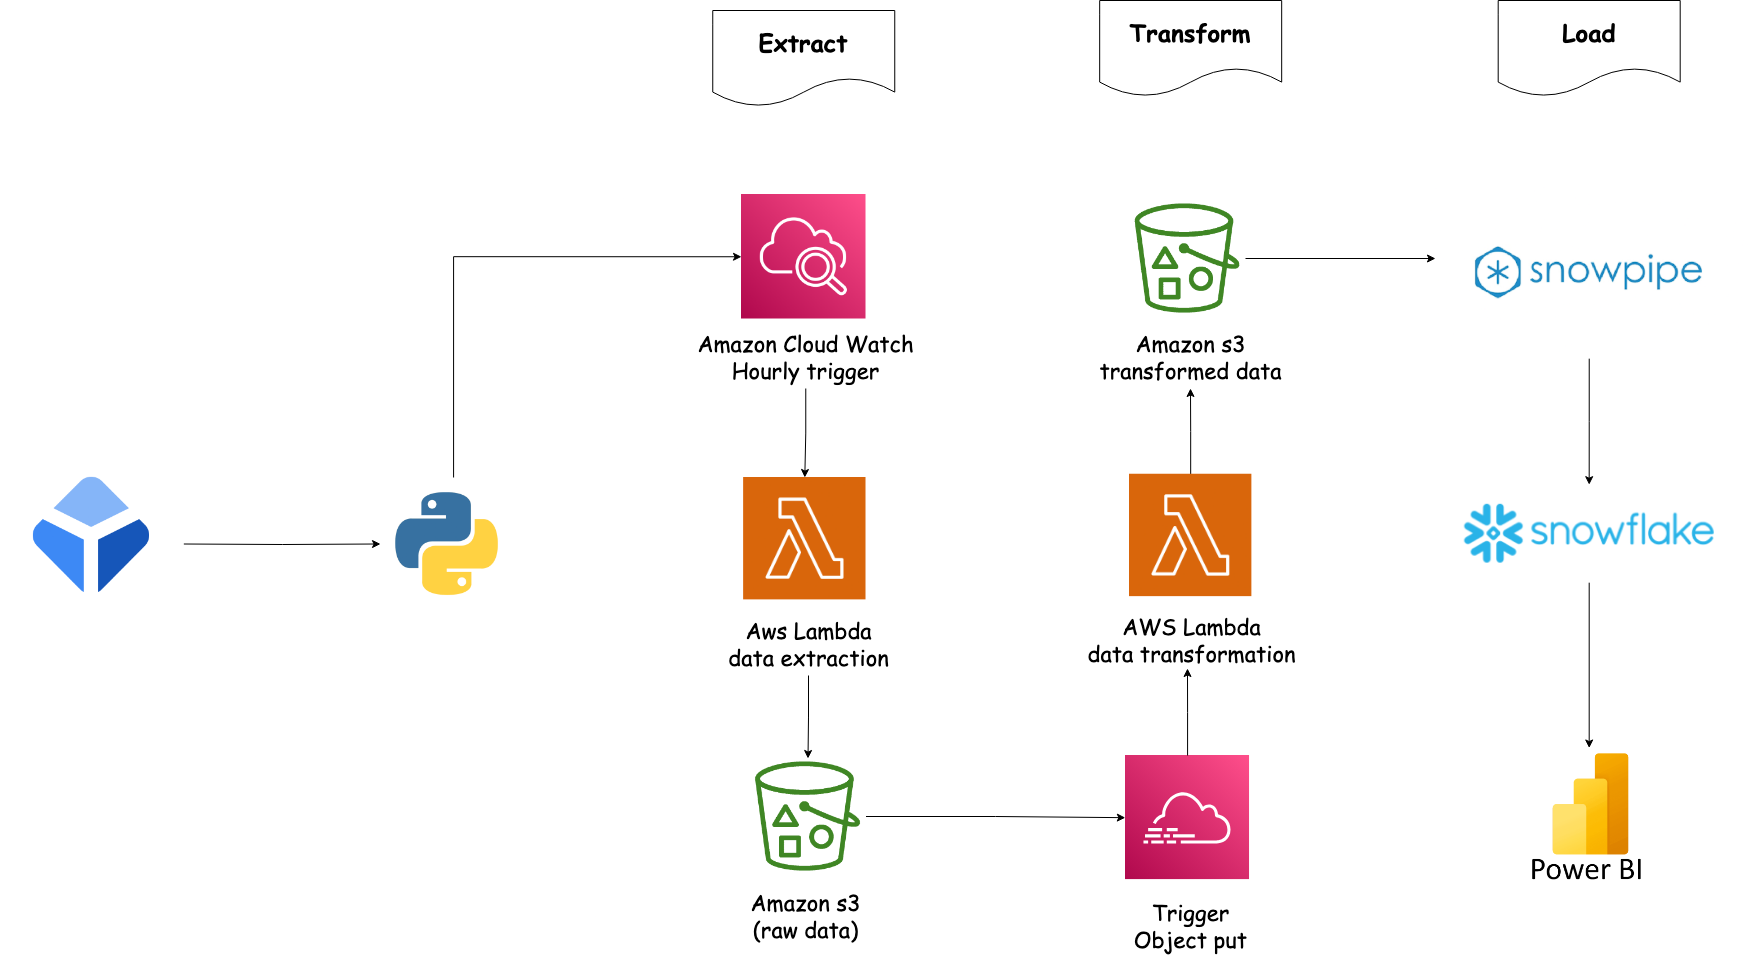 Extract
Transform
Load
Amazon Cloud Watch
Hourly trigger
Amazon s3
transformed data
snowpipe
Aws Lambda
data extraction
AWS Lambda
data transformation
snowflake
Amazon s3
(raw data)
Trigger
Object put
Power BI